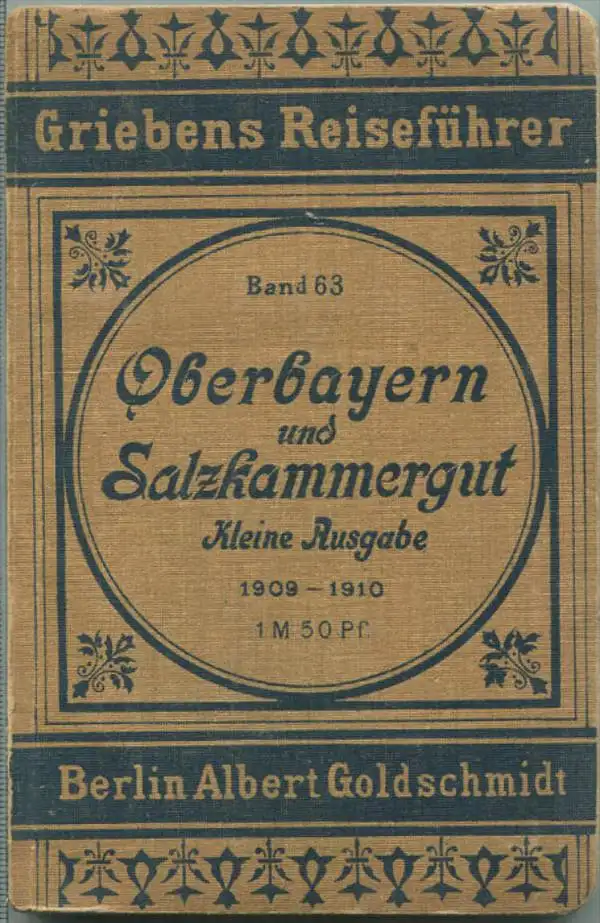 Griebens Reiseführer
Band 63
Oberbayern
und
Salzkammergut
Kleine Ausgabe
1909 - 1910
1 M 50 Pf.
Berlin Albert Goldschmidt